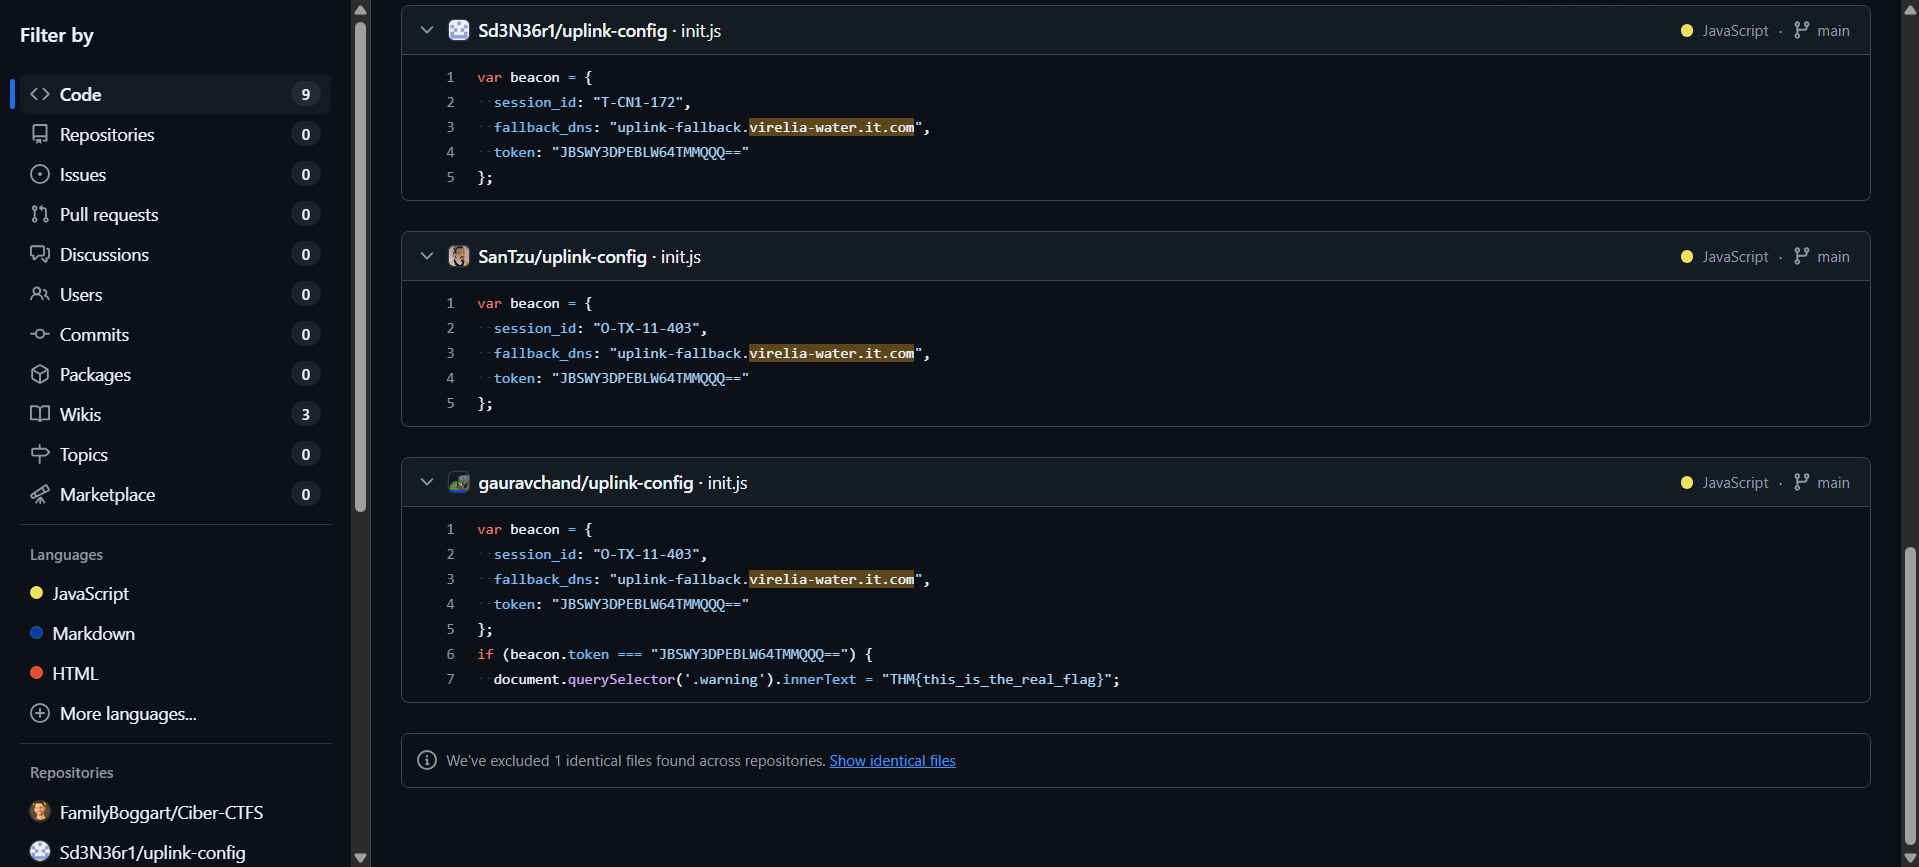 Filter by
Code 9
Repositories 0
Issues 0
Pull requests 0
Discussions 0
Users 0
Commits 0
Packages 0
Wikis 3
Topics 0
Marketplace 0
Languages
JavaScript
Markdown
HTML
More languages...
Repositories
FamilyBoggart/Ciber-CTFS
Sd3N36r1/uplink-config
Sd3N36r1/uplink-config · init.js JavaScript · main
1 var beacon = {
2 session_id: "T-CN1-172",
3 fallback_dns: "uplink-fallback.virelia-water.it.com",
4 token: "JBSWY3DPEBLW64TMMQQQ=="
5 };
SanTzu/uplink-config · init.js JavaScript · main
1 var beacon = {
2 session_id: "O-TX-11-403",
3 fallback_dns: "uplink-fallback.virelia-water.it.com",
4 token: "JBSWY3DPEBLW64TMMQQQ=="
5 };
gauravchand/uplink-config · init.js JavaScript · main
1 var beacon = {
2 session_id: "O-TX-11-403",
3 fallback_dns: "uplink-fallback.virelia-water.it.com",
4 token: "JBSWY3DPEBLW64TMMQQQ=="
5 };
6 if (beacon.token === "JBSWY3DPEBLW64TMMQQQ==") {
7 document.querySelector('.warning').innerText = "THM{this_is_the_real_flag}";
We've excluded 1 identical files found across repositories. Show identical files